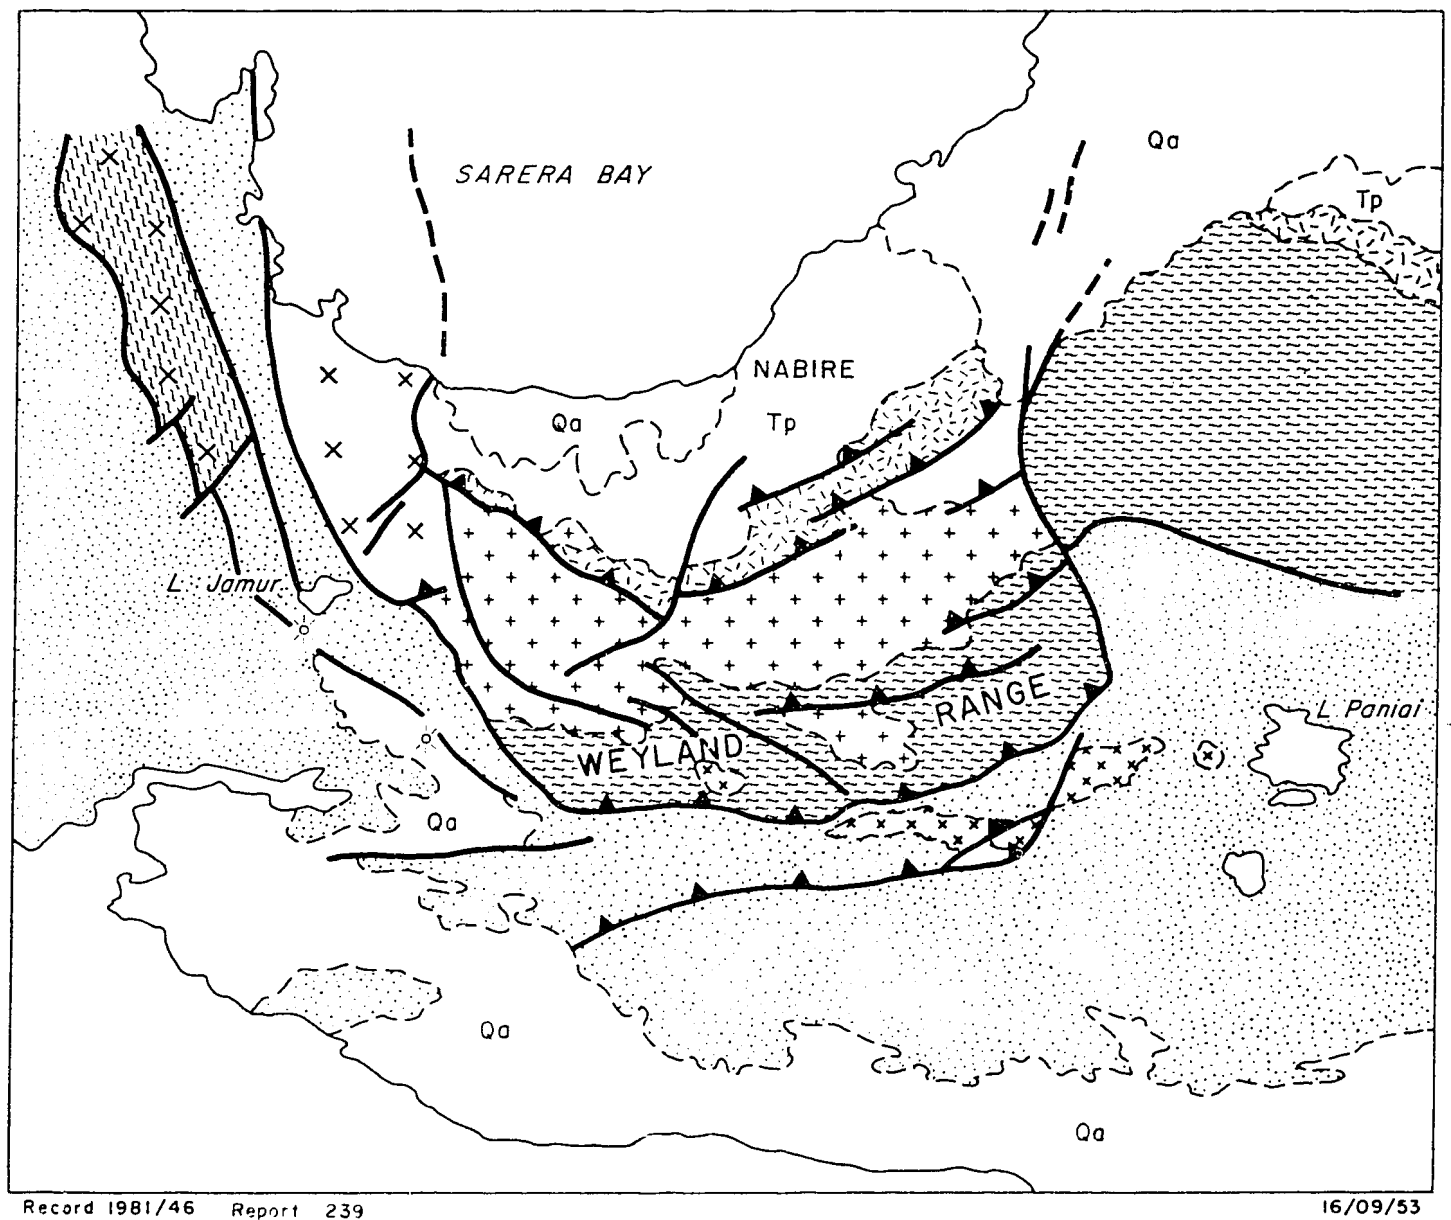 Qa
SARERA BAY
Tp
NABIRE
Qa
Tp
L. Jamur
RANGE
L Paniai
WEYLAND
Qa
Qa
Qa
Record 1981/46 Report 239
16/09/53